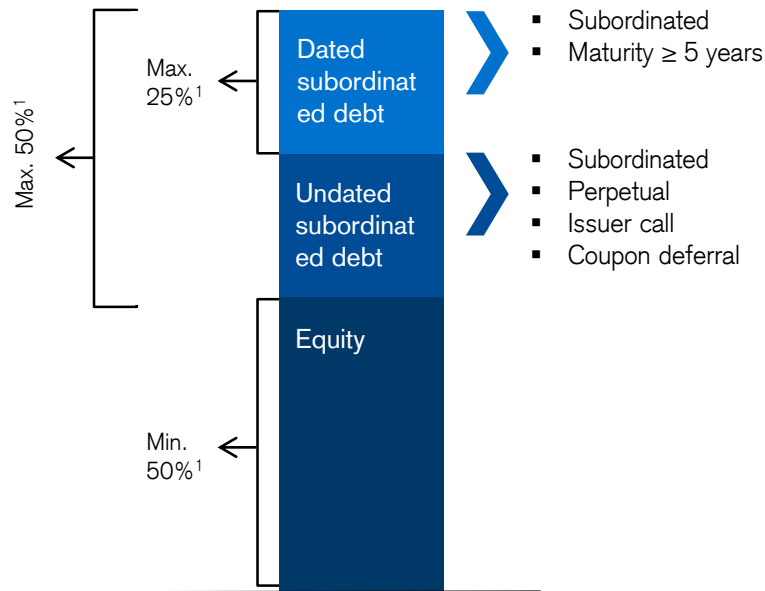 Max. 50%¹
Max.
25%¹
Dated
subordinat
ed debt
▪ Subordinated
▪ Maturity ≥ 5 years
Undated
subordinat
ed debt
▪ Subordinated
▪ Perpetual
▪ Issuer call
▪ Coupon deferral
Equity
Min.
50%¹